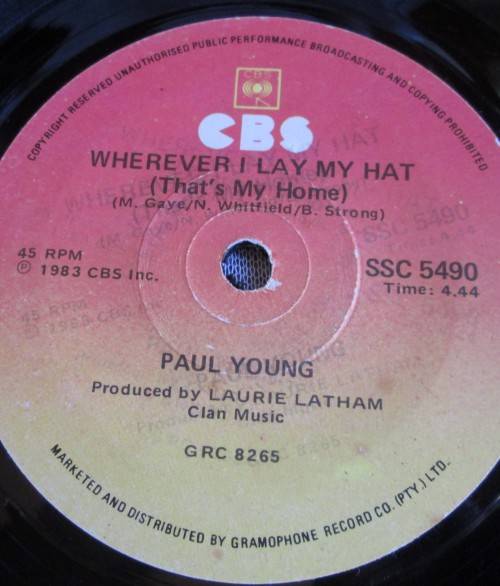 COPYRIGHT RESERVED UNAUTHORISED PUBLIC PERFORMANCE BROADCASTING AND COPYING PROHIBITED
CBS
CBS
WHEREVER I LAY MY HAT
(That's My Home)
(M. Gaye/N. Whitfield/B. Strong)
45 RPM
℗ 1983 CBS Inc.
SSC 5490
Time: 4.44
PAUL YOUNG
Produced by LAURIE LATHAM
Clan Music
GRC 8265
MARKETED AND DISTRIBUTED BY GRAMOPHONE RECORD CO. (PTY.) LTD.